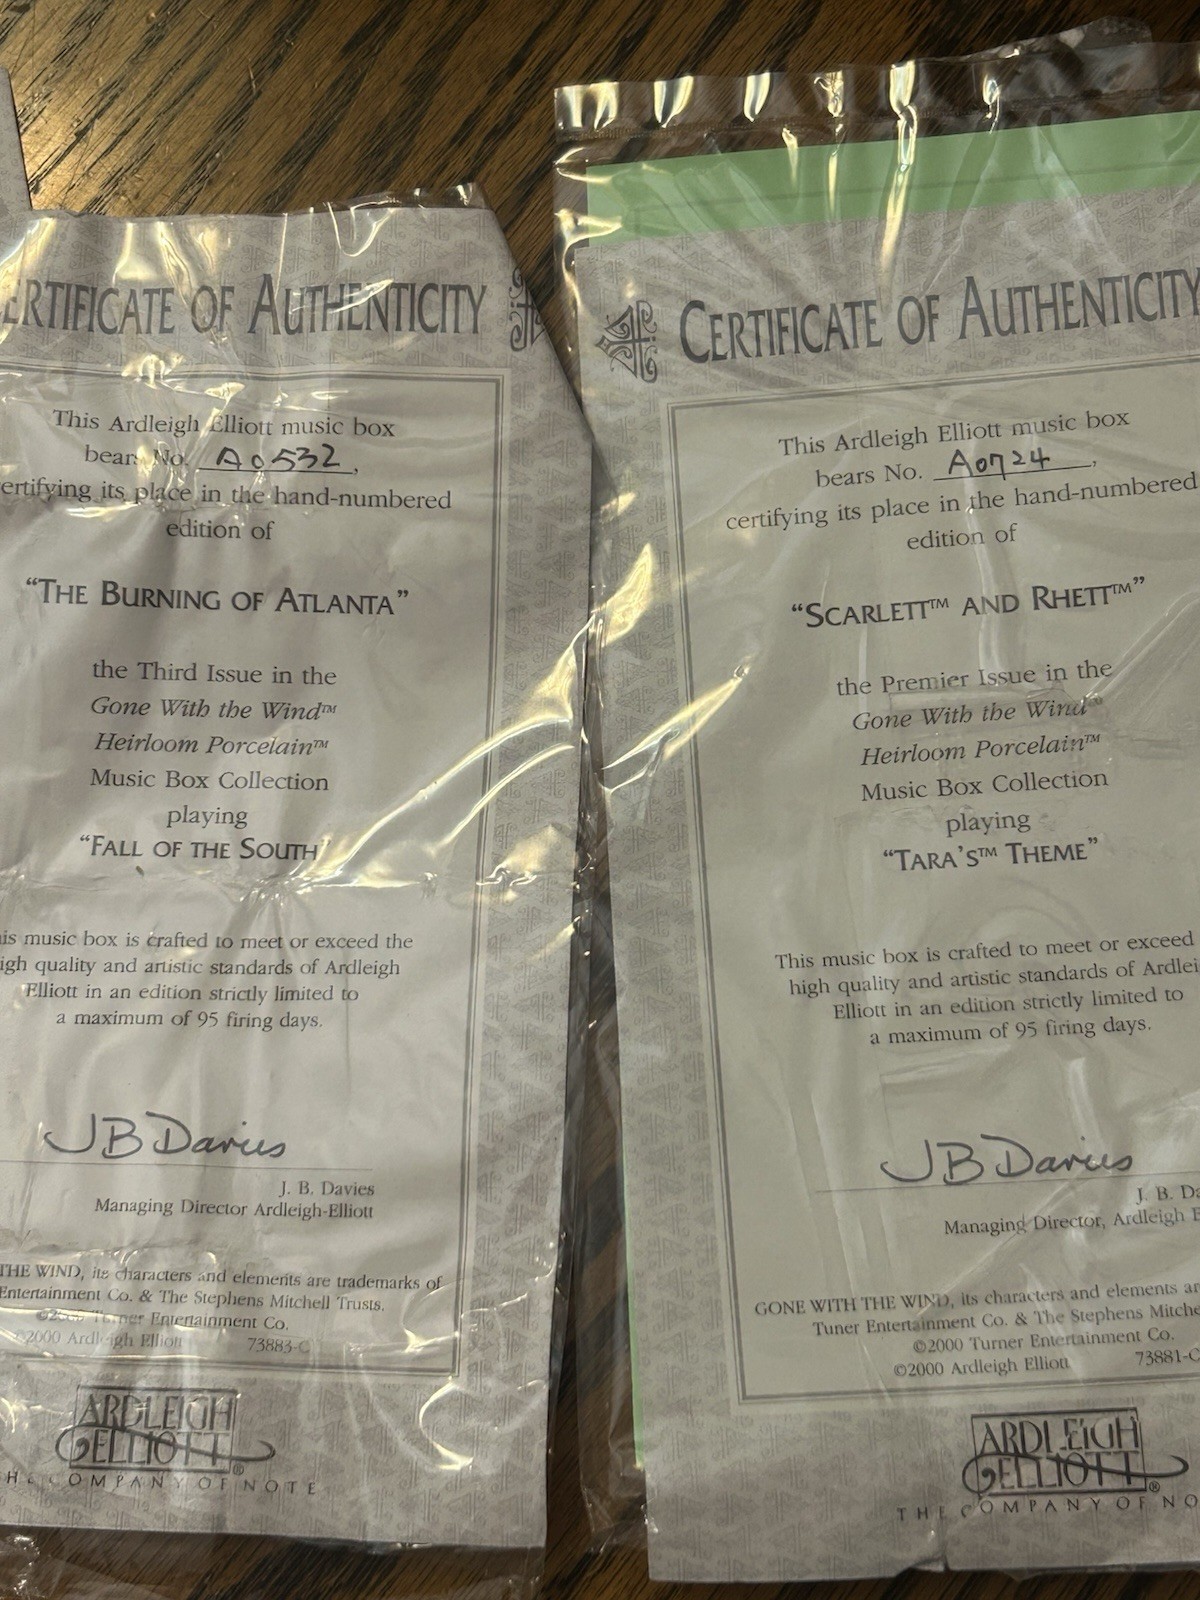 CERTIFICATE OF AUTHENTICITY
This Ardleigh Elliott music box
bears No. A0532,
certifying its place in the hand-numbered
edition of
“THE BURNING OF ATLANTA”
the Third Issue in the
Gone With the Wind™
Heirloom Porcelain™
Music Box Collection
playing
“FALL OF THE SOUTH”
This music box is crafted to meet or exceed the
high quality and artistic standards of Ardleigh
Elliott in an edition strictly limited to
a maximum of 95 firing days.
JB Davies
J. B. Davies
Managing Director Ardleigh-Elliott
THE WIND, its characters and elements are trademarks of
Entertainment Co. & The Stephens Mitchell Trusts.
©2000 Turner Entertainment Co.
©2000 Ardleigh Elliott 73883-C
ARDLEIGH
ELLIOTT®
THE COMPANY OF NOTE
CERTIFICATE OF AUTHENTICITY
This Ardleigh Elliott music box
bears No. A0724,
certifying its place in the hand-numbered
edition of
“SCARLETT™ AND RHETT™”
the Premier Issue in the
Gone With the Wind™
Heirloom Porcelain™
Music Box Collection
playing
“TARA’S™ THEME”
This music box is crafted to meet or exceed
high quality and artistic standards of Ardlei
Elliott in an edition strictly limited to
a maximum of 95 firing days.
JB Davies
J. B. Da
Managing Director, Ardleigh E
GONE WITH THE WIND, its characters and elements ar
Tuner Entertainment Co. & The Stephens Mitche
©2000 Turner Entertainment Co.
©2000 Ardleigh Elliott 73881-C
ARDLEIGH
ELLIOTT®
THE COMPANY OF NO